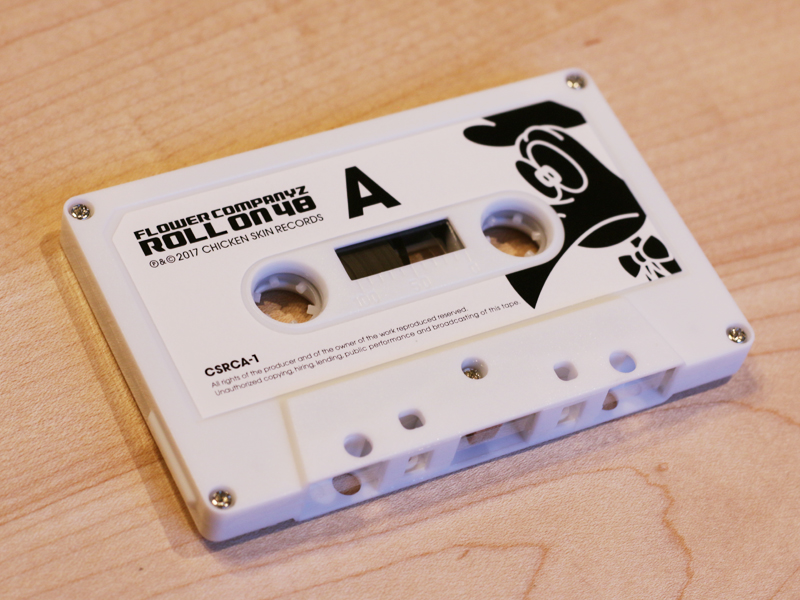 FLOWER COMPANYZ
ROLL ON 48
℗&©2017 CHICKEN SKIN RECORDS
A
CSRCA-1
All rights of the producer and of the owner of the work reproduced reserved.
Unauthorized copying, hiring, lending, public performance and broadcasting of this tape.